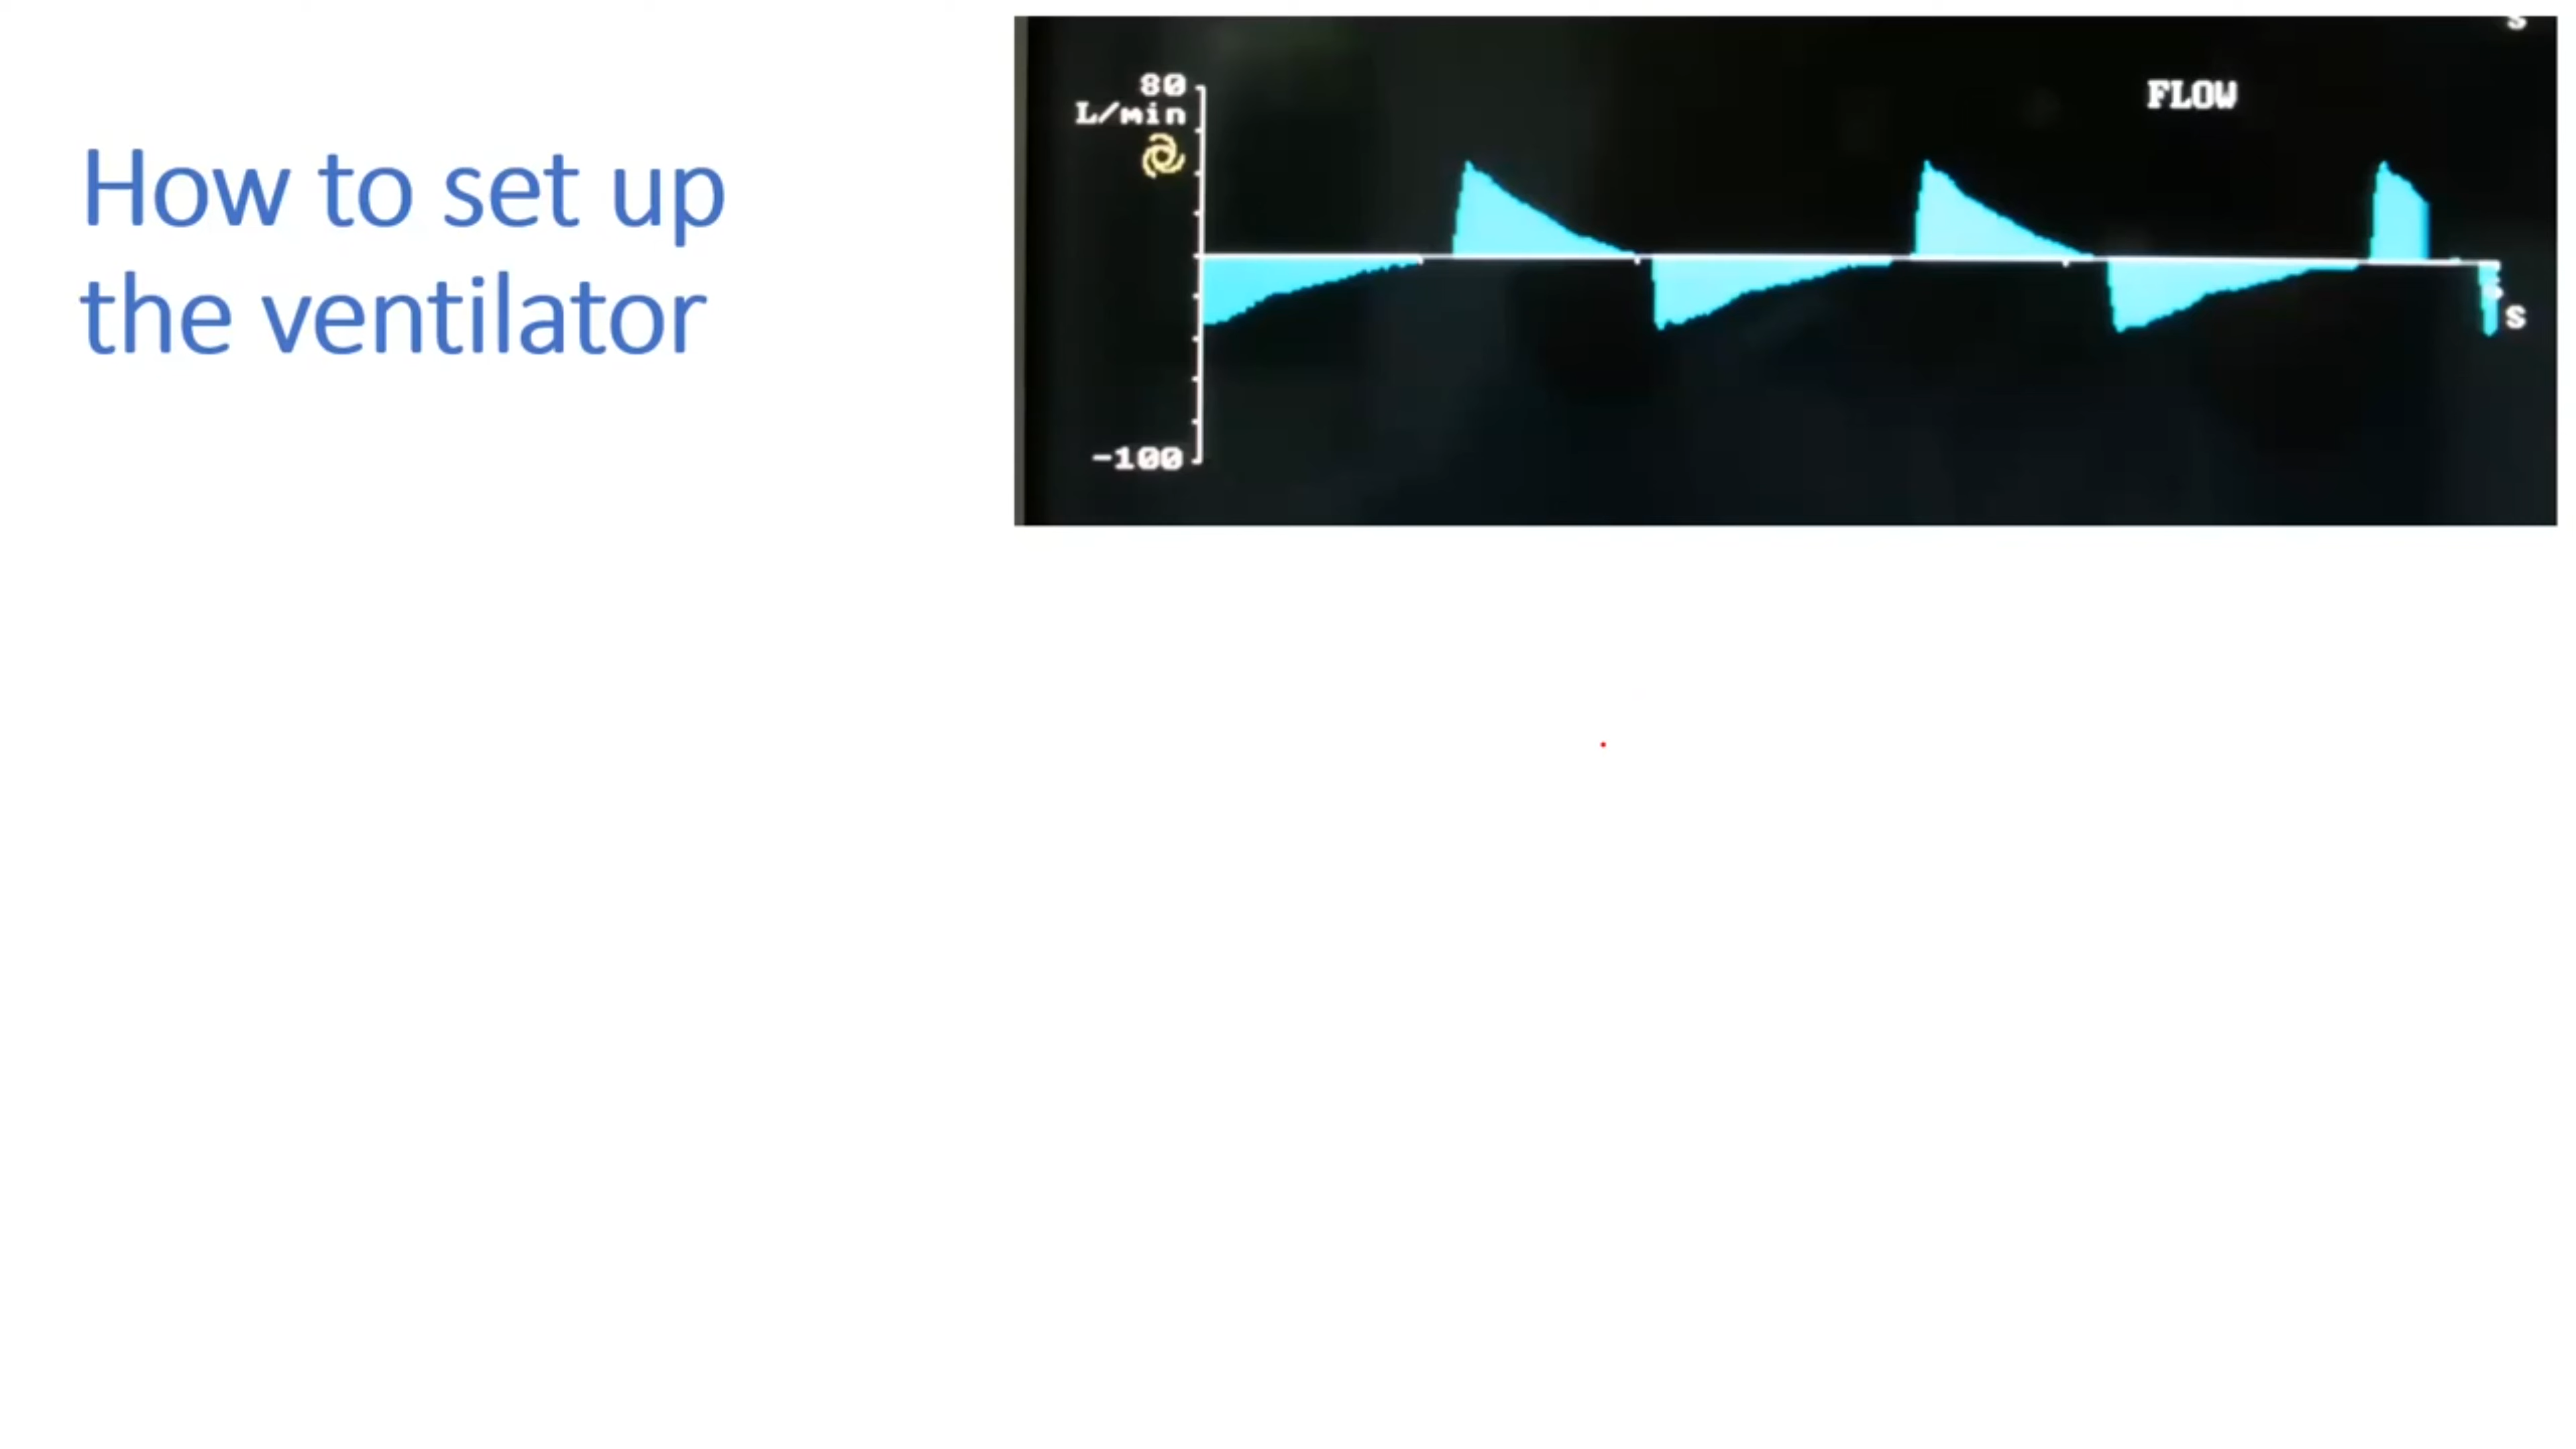 How to set up
the ventilator
s
80
L/min
FLOW
s
-100